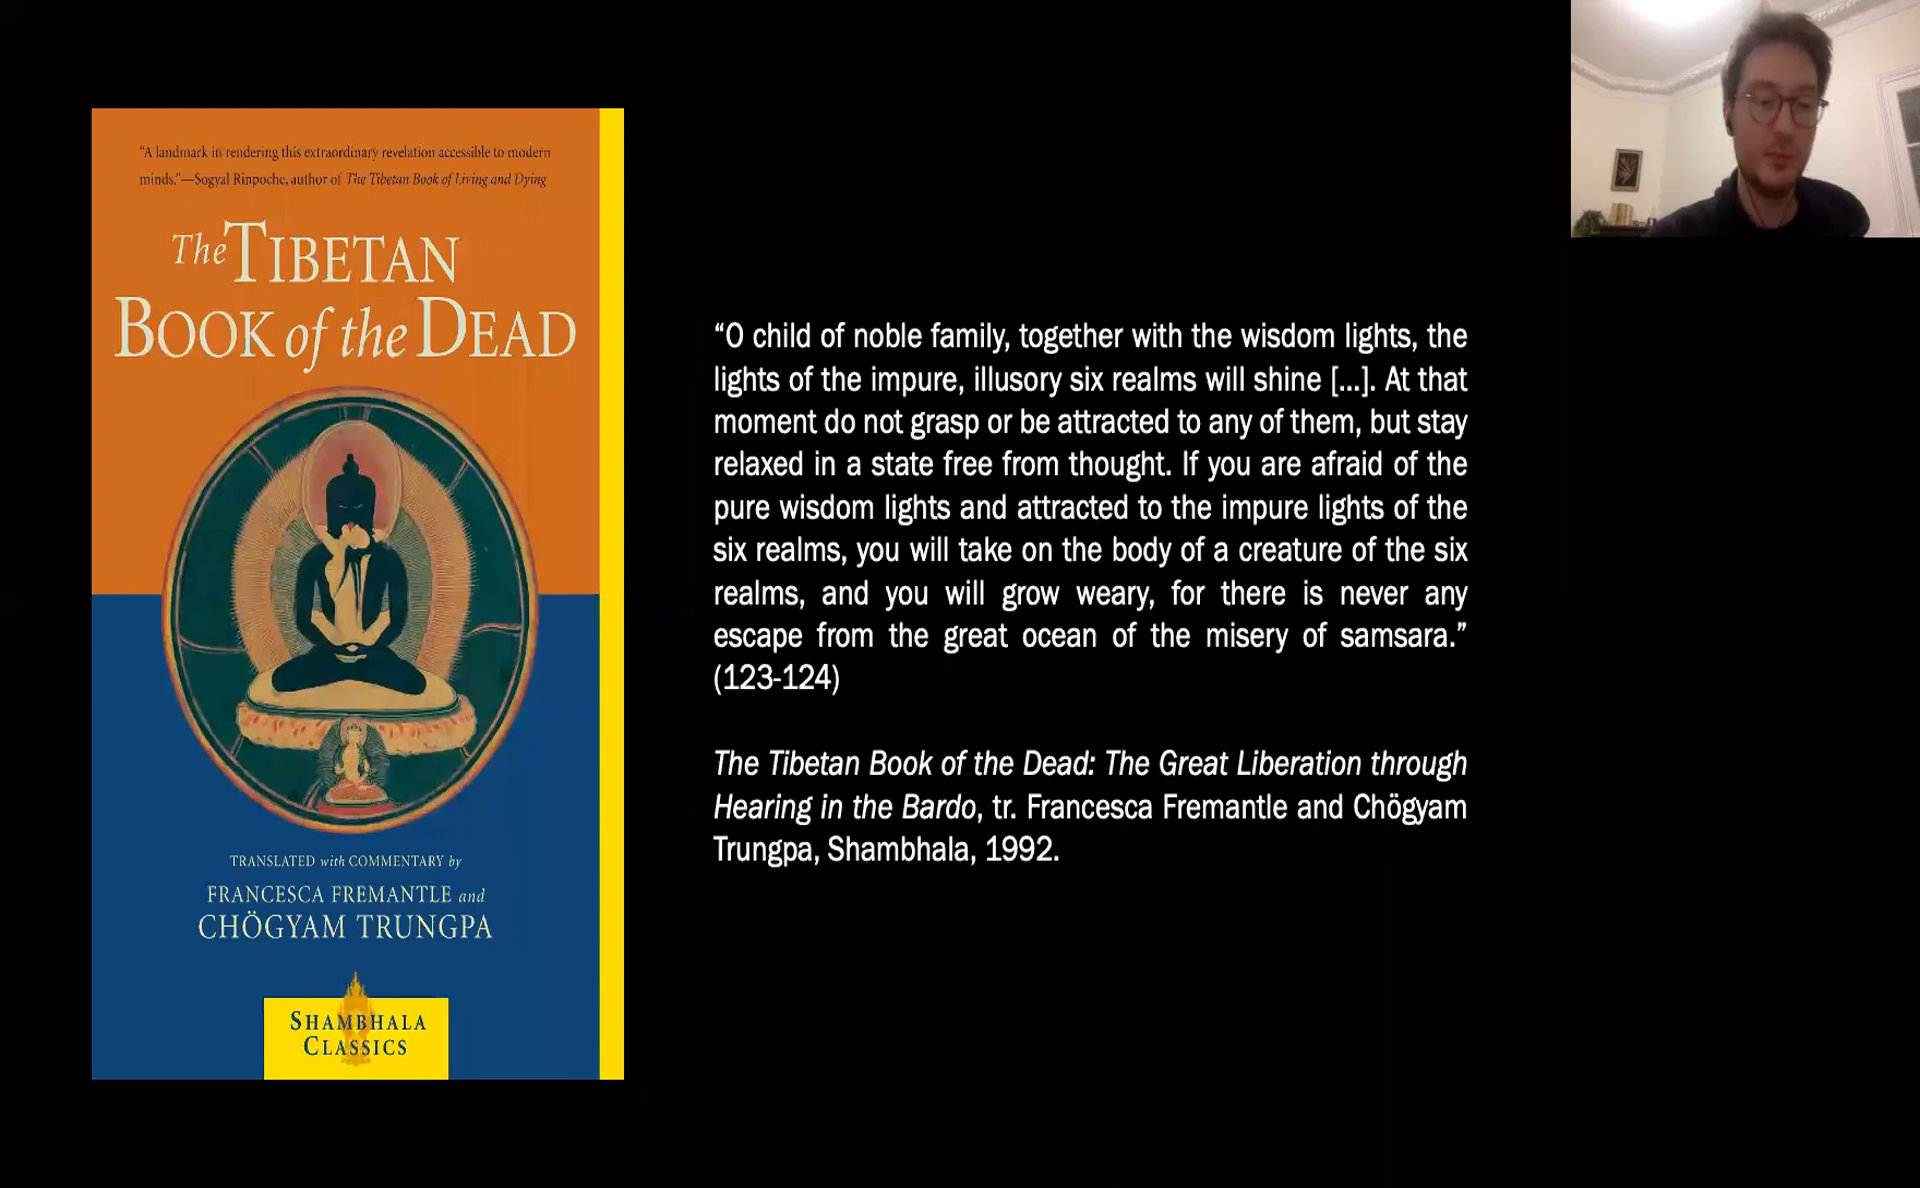 “A landmark in rendering this extraordinary revelation accessible to modern
minds.”—Sogyal Rinpoche, author of The Tibetan Book of Living and Dying
The TIBETAN
BOOK of the DEAD
TRANSLATED with COMMENTARY by
FRANCESCA FREMANTLE and
CHÖGYAM TRUNGPA
SHAMBHALA
CLASSICS
“O child of noble family, together with the wisdom lights, the
lights of the impure, illusory six realms will shine [...]. At that
moment do not grasp or be attracted to any of them, but stay
relaxed in a state free from thought. If you are afraid of the
pure wisdom lights and attracted to the impure lights of the
six realms, you will take on the body of a creature of the six
realms, and you will grow weary, for there is never any
escape from the great ocean of the misery of samsara.”
(123-124)
The Tibetan Book of the Dead: The Great Liberation through
Hearing in the Bardo, tr. Francesca Fremantle and Chögyam
Trungpa, Shambhala, 1992.